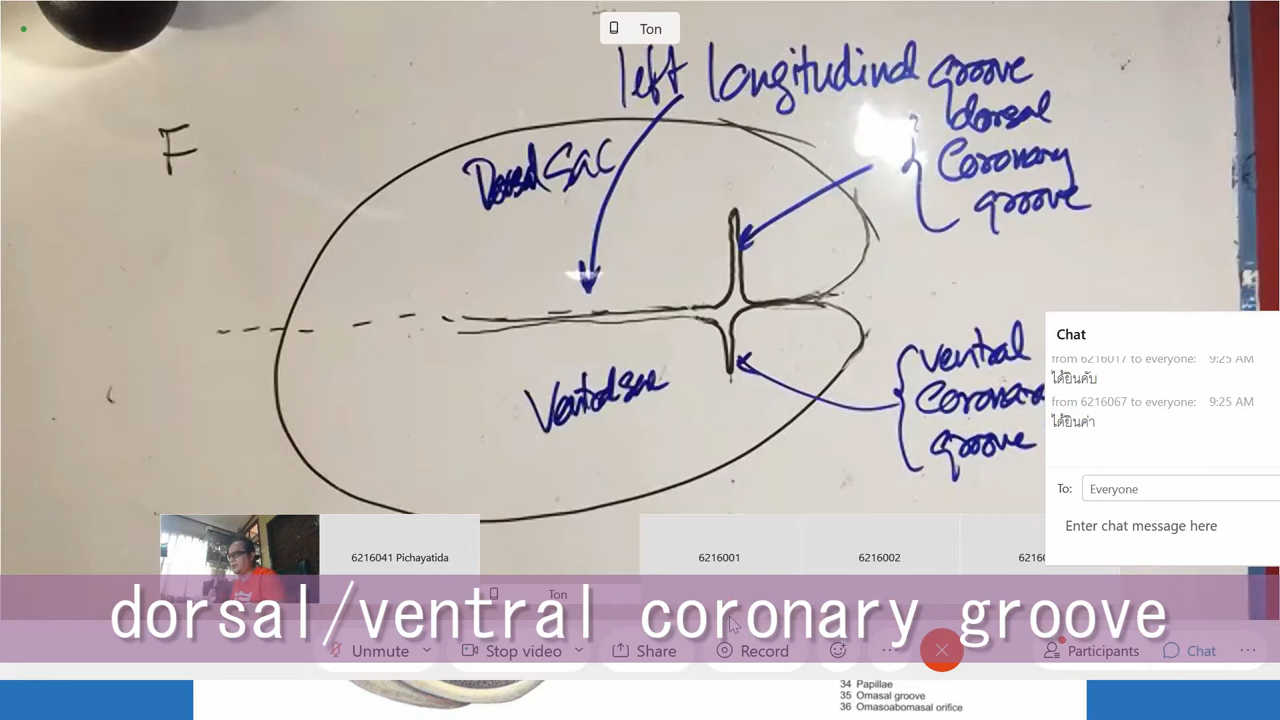 Ton
left longitudinal groove
F
dorsal
Coronary
groove
Dorsal Sac
Chat
from 6216017 to everyone: 9:25 AM
ได้ยินคับ
ventral
from 6216067 to everyone: 9:25 AM
Coronary
Ventral sac
ได้ยินค่า
groove
To: Everyone
Enter chat message here
6216041 Pichayatida
6216001
6216002
Ton
dorsal/ventral coronary groove
Unmute
Stop video
Share
Record
Participants
Chat
34 Papillae
35 Omasal groove
36 Omasoabomasal orifice